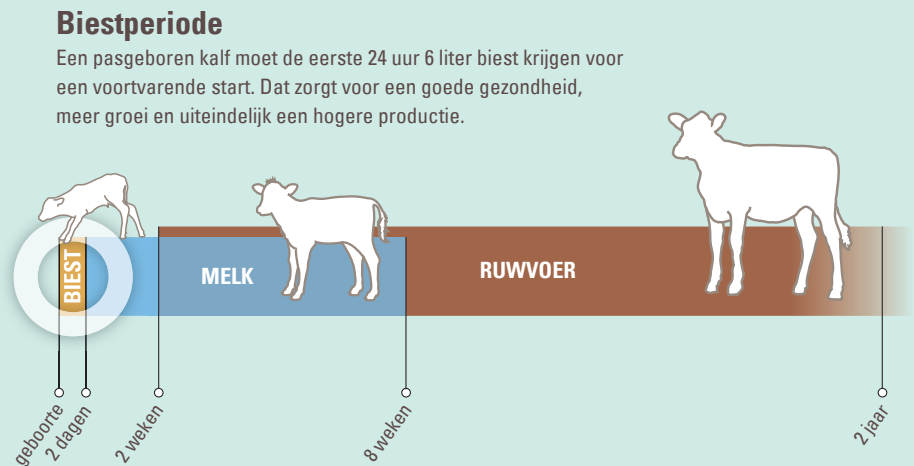 Biestperiode
Een pasgeboren kalf moet de eerste 24 uur 6 liter biest krijgen voor
een voortvarende start. Dat zorgt voor een goede gezondheid,
meer groei en uiteindelijk een hogere productie.
BIEST
MELK
RUWVOER
geboorte
2 dagen
2 weken
8 weken
2 jaar